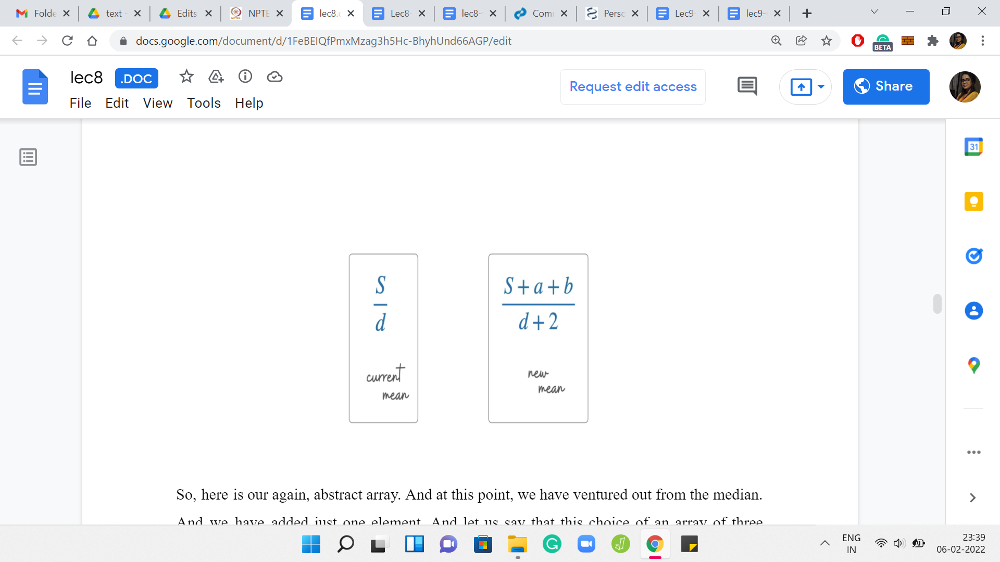 Folde
text -
Edits
NPTE
lec8.
Lec8-
lec8-
Com
Perso
Lec9-
lec9-
docs.google.com/document/d/1FeBEIQfPmxMzag3h5Hc-BhyhUnd66AGP/edit
BETA
lec8 .DOC
File Edit View Tools Help
Request edit access
Share
31
S
d
current
mean
S+a+b
d+2
new
mean
So, here is our again, abstract array. And at this point, we have ventured out from the median.
And we have added just one element. And let us say that this choice of an array of three
ENG
IN
23:39
06-02-2022